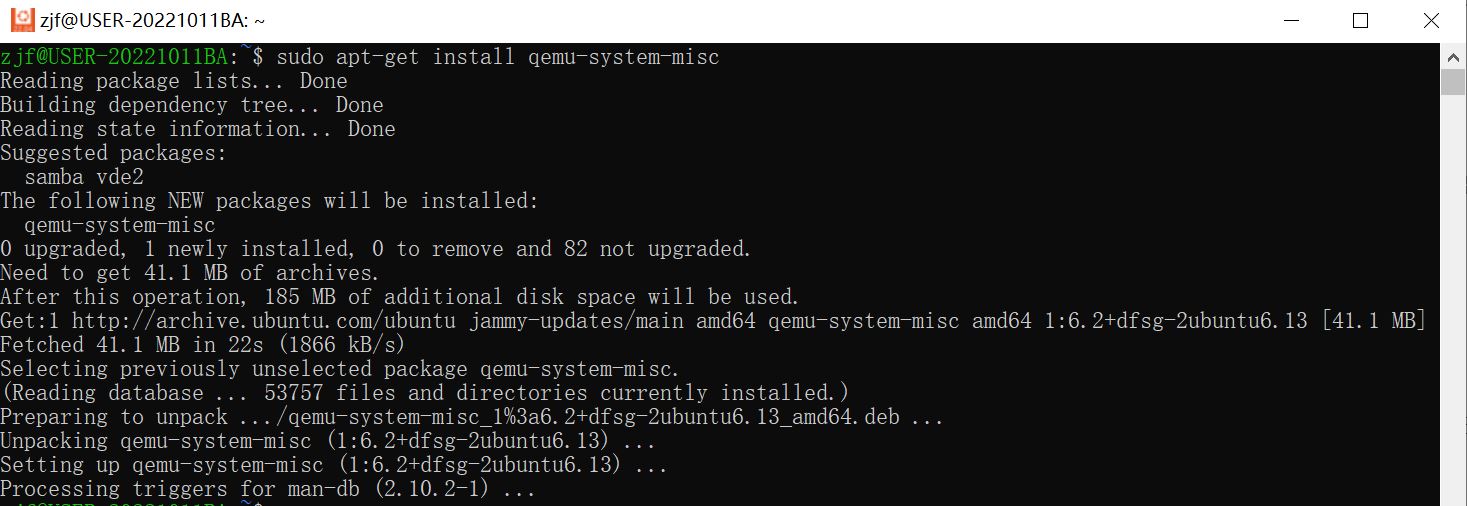 zjf@USER-20221011BA: ~
zjf@USER-20221011BA:~$ sudo apt-get install qemu-system-misc
Reading package lists... Done
Building dependency tree... Done
Reading state information... Done
Suggested packages:
  samba vde2
The following NEW packages will be installed:
  qemu-system-misc
0 upgraded, 1 newly installed, 0 to remove and 82 not upgraded.
Need to get 41.1 MB of archives.
After this operation, 185 MB of additional disk space will be used.
Get:1 http://archive.ubuntu.com/ubuntu jammy-updates/main amd64 qemu-system-misc amd64 1:6.2+dfsg-2ubuntu6.13 [41.1 MB]
Fetched 41.1 MB in 22s (1866 kB/s)
Selecting previously unselected package qemu-system-misc.
(Reading database ... 53757 files and directories currently installed.)
Preparing to unpack .../qemu-system-misc_1%3a6.2+dfsg-2ubuntu6.13_amd64.deb ...
Unpacking qemu-system-misc (1:6.2+dfsg-2ubuntu6.13) ...
Setting up qemu-system-misc (1:6.2+dfsg-2ubuntu6.13) ...
Processing triggers for man-db (2.10.2-1) ...
zjf@USER-20221011BA:~$